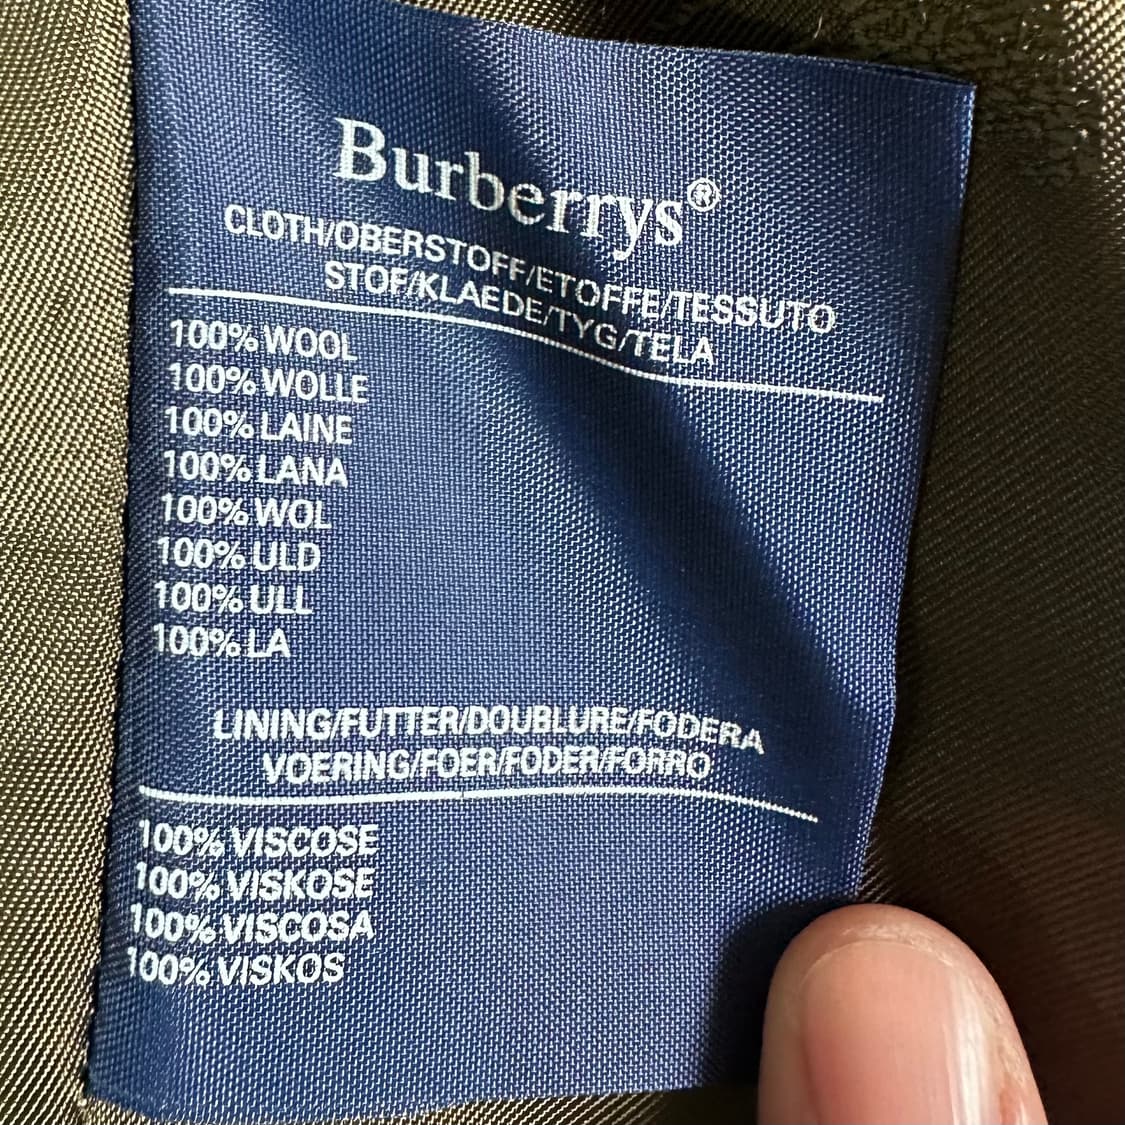 Burberrys®
CLOTH/OBERSTOFF/ETOFFE/TESSUTO
STOF/KLAEDE/TYG/TELA
100% WOOL
100% WOLLE
100% LAINE
100% LANA
100% WOL
100% ULD
100% ULL
100% LA
LINING/FUTTER/DOUBLURE/FODERA
VOERING/FOER/FODER/FORRO
100% VISCOSE
100% VISKOSE
100% VISCOSA
100% VISKOS